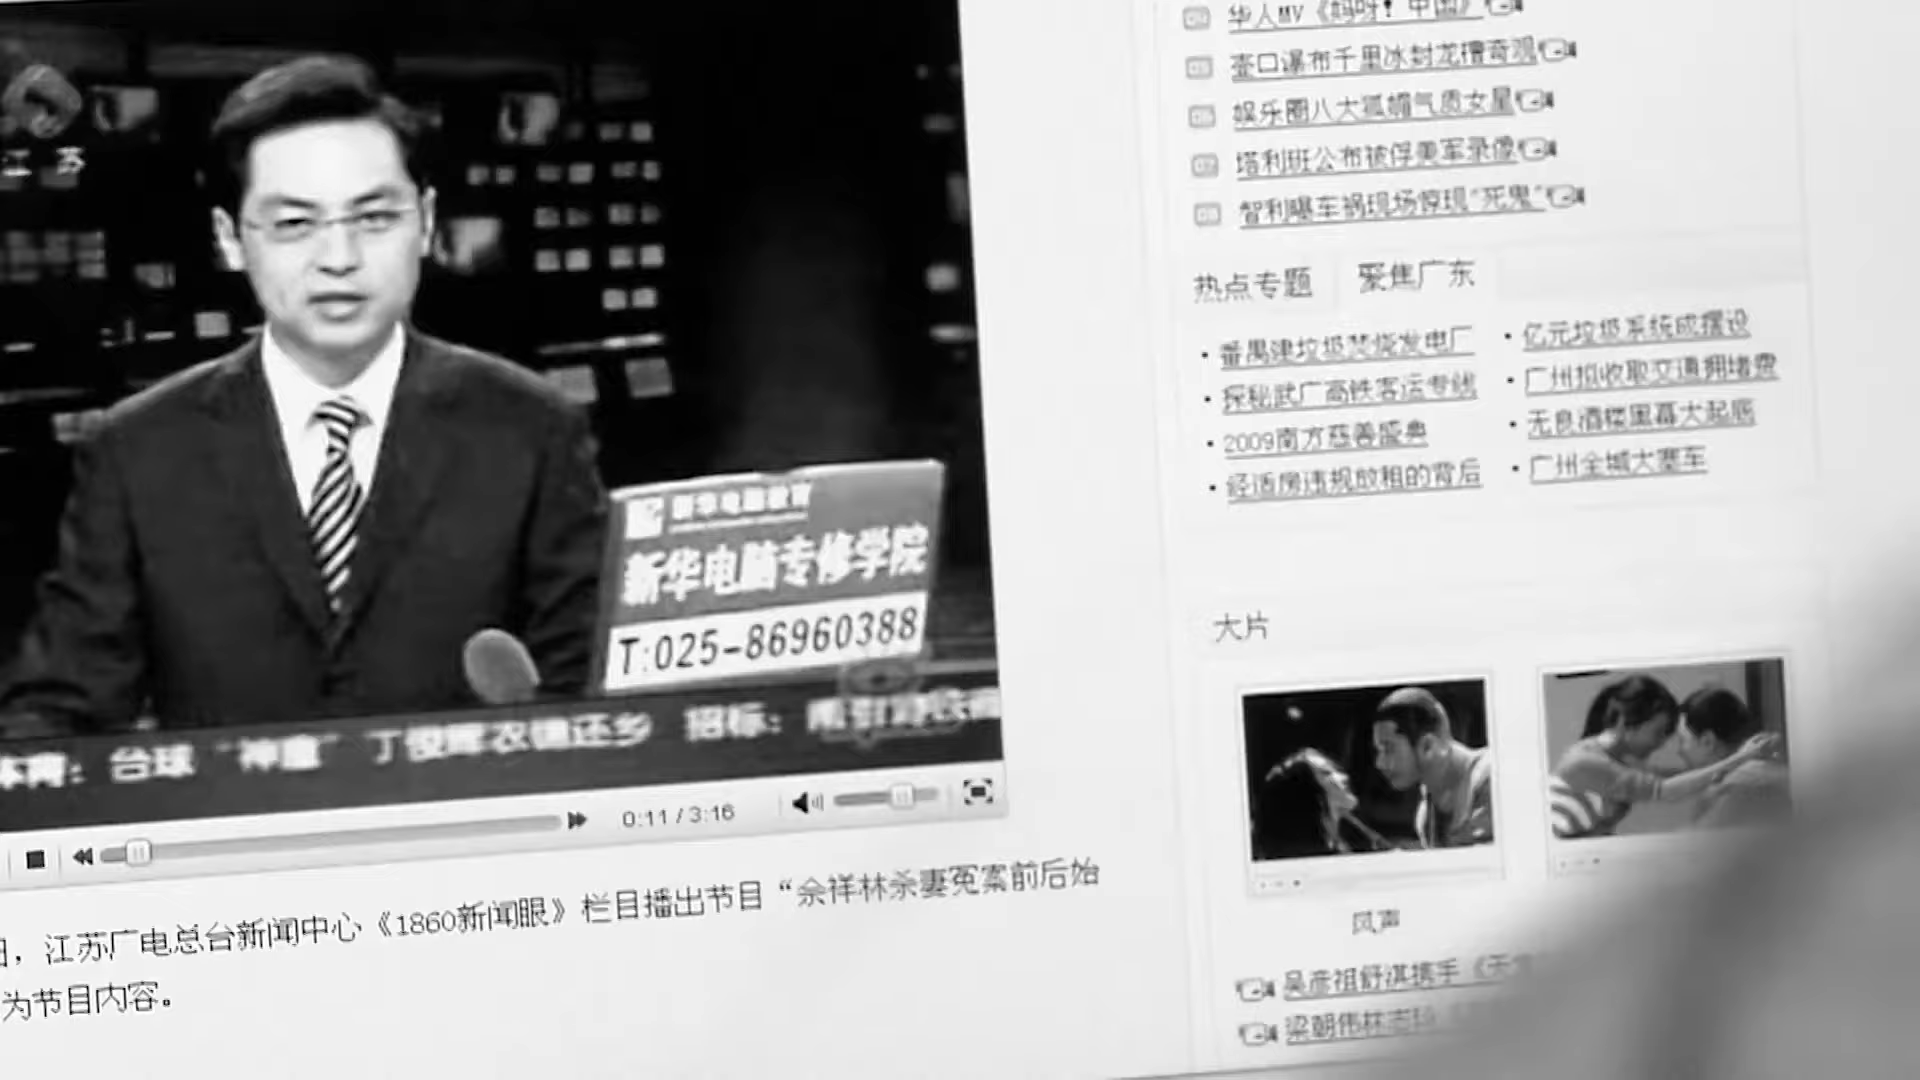 江苏
新华电脑教育
新华电脑专修学院
T:025-86960388
体育：台球“神童”丁俊晖衣锦还乡 招标：
0:11 / 3:16
日，江苏广电总台新闻中心《1860新闻眼》栏目播出节目“佘祥林杀妻冤案前后始
为节目内容。
华人MV《妈呀！中国》
壶口瀑布千里冰封龙槽奇观
娱乐圈八大狐媚气质女星
塔利班公布被俘美军录像
智利曝车祸现场惊现“死鬼”
热点专题 聚焦广东
·番禺建垃圾焚烧发电厂
·探秘武广高铁客运专线
·2009南方慈善盛典
·经适房违规放租的背后
·亿元垃圾系统成摆设
·广州拟收取交通拥堵费
·无良酒楼黑幕大起底
·广州全城大塞车
大片
风声
吴彦祖舒淇携手《天
梁朝伟林志玲